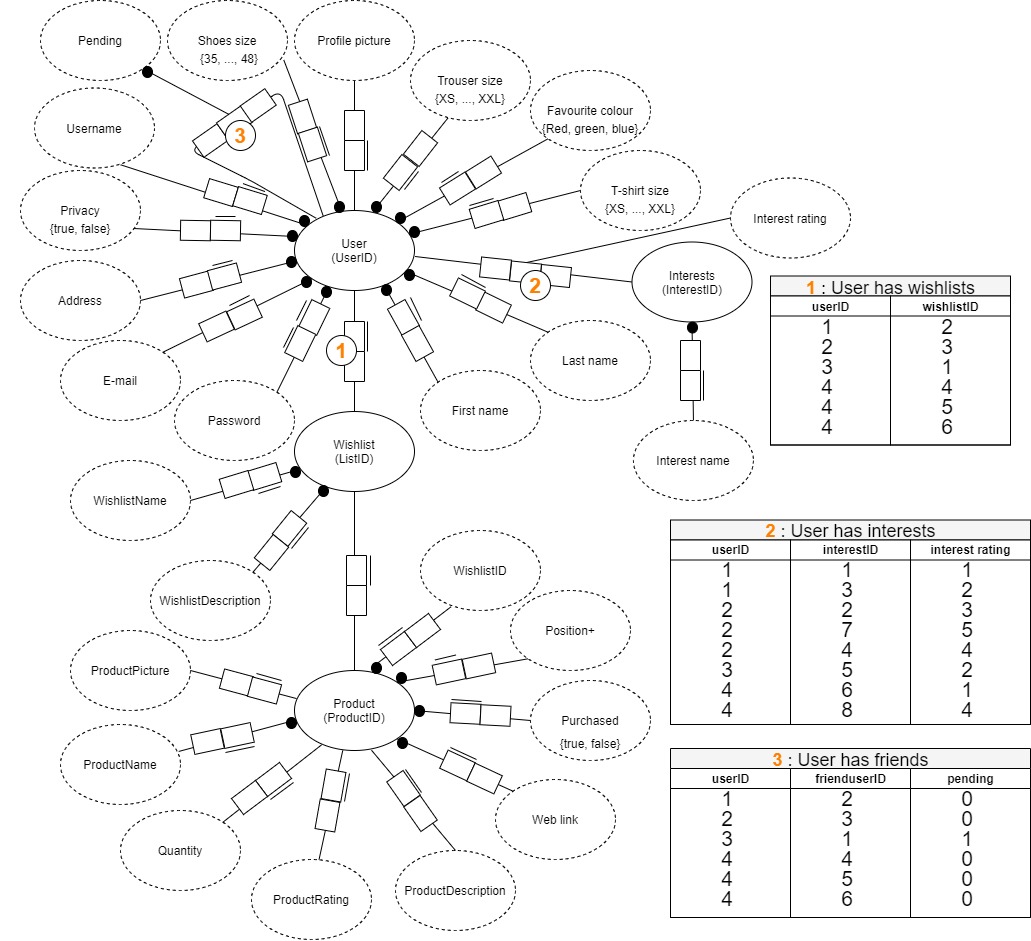 Pending
Shoes size
{35, ..., 48}
Profile picture
Trouser size
{XS, ..., XXL}
Favourite colour
{Red, green, blue}
Username
3
T-shirt size
{XS, ..., XXL}
Privacy
{true, false}
Interest rating
User
(UserID)
Interests
(InterestID)
2
Address
1 : User has wishlists
userID wishlistID
1 2
2 3
3 1
4 4
4 5
4 6
1
E-mail
Last name
Password
First name
Wishlist
(ListID)
Interest name
WishlistName
2 : User has interests
userID interestID interest rating
1 1 1
1 3 2
2 2 3
2 7 5
2 4 4
3 5 2
4 6 1
4 8 4
WishlistDescription
WishlistID
Position+
ProductPicture
Product
(ProductID)
Purchased
{true, false}
ProductName
3 : User has friends
userID frienduserID pending
1 2 0
2 3 0
3 1 1
4 4 0
4 5 0
4 6 0
Web link
Quantity
ProductRating
ProductDescription